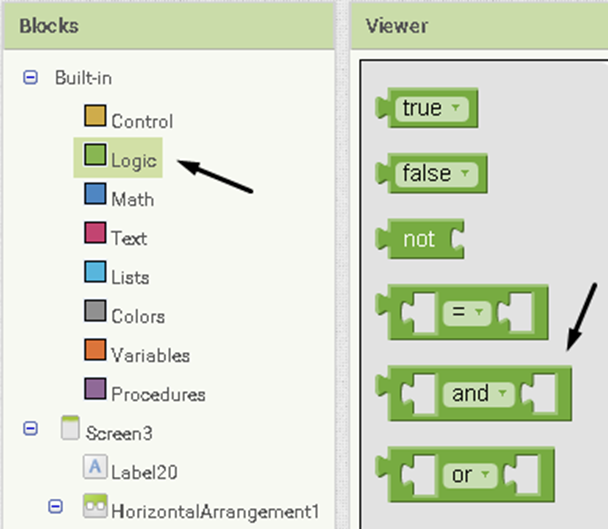 Blocks
Built-in
Control
Logic
Math
Text
Lists
Colors
Variables
Procedures
Screen3
A Label20
HorizontalArrangement1
Viewer
true
false
not
=
and
or